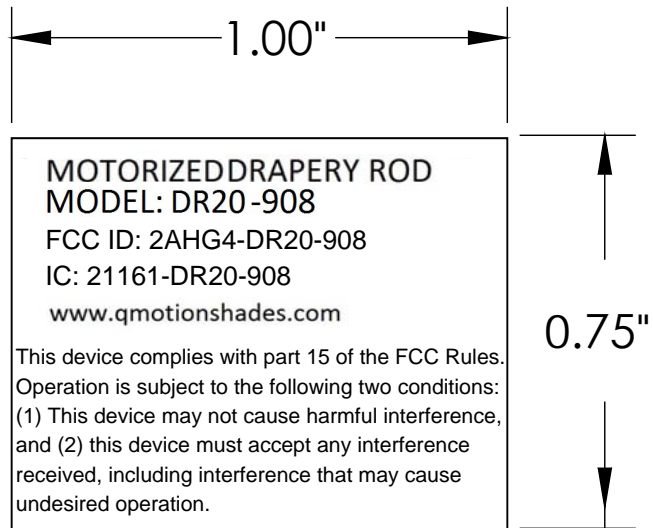 1.00"
MOTORIZEDDRAPERY ROD
MODEL: DR20-908
FCC ID: 2AHG4-DR20-908
IC: 21161-DR20-908
www.qmotionshades.com
0.75"
This device complies with part 15 of the FCC Rules.
Operation is subject to the following two conditions:
(1) This device may not cause harmful interference,
and (2) this device must accept any interference
received, including interference that may cause
undesired operation.